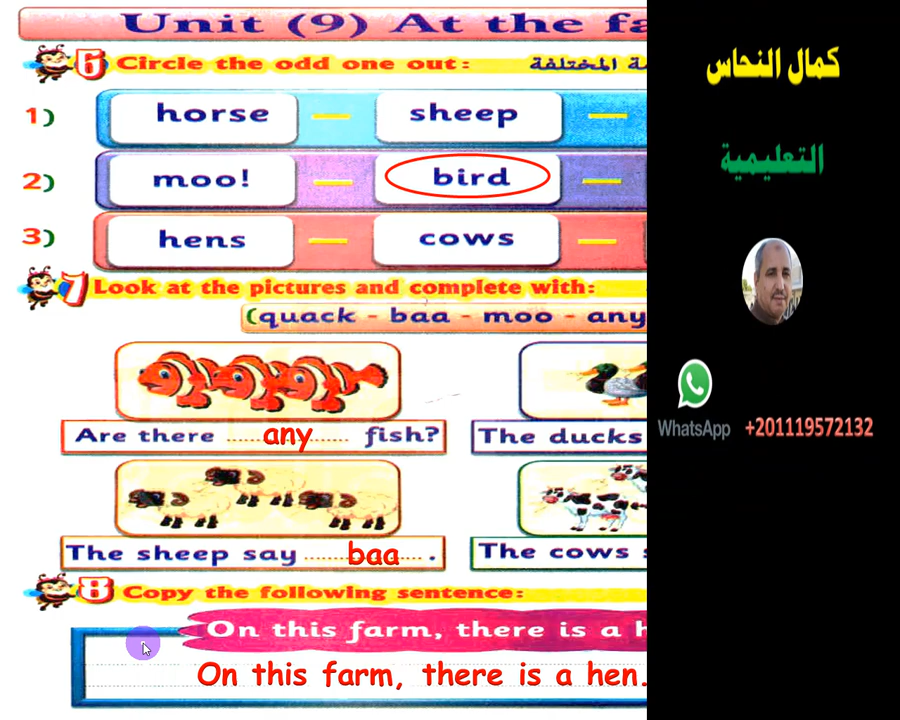 Unit (9) At the fa
6 Circle the odd one out: ة المختلفة
1) horse — sheep —
2) moo! — bird —
3) hens — cows —
7 Look at the pictures and complete with:
(quack - baa - moo - any
Are there ........ any ....... fish?
The ducks
The sheep say ........ baa ..... .
The cows s
8 Copy the following sentence:
On this farm, there is a h
On this farm, there is a hen.
كمال النحاس
التعليمية
WhatsApp +201119572132